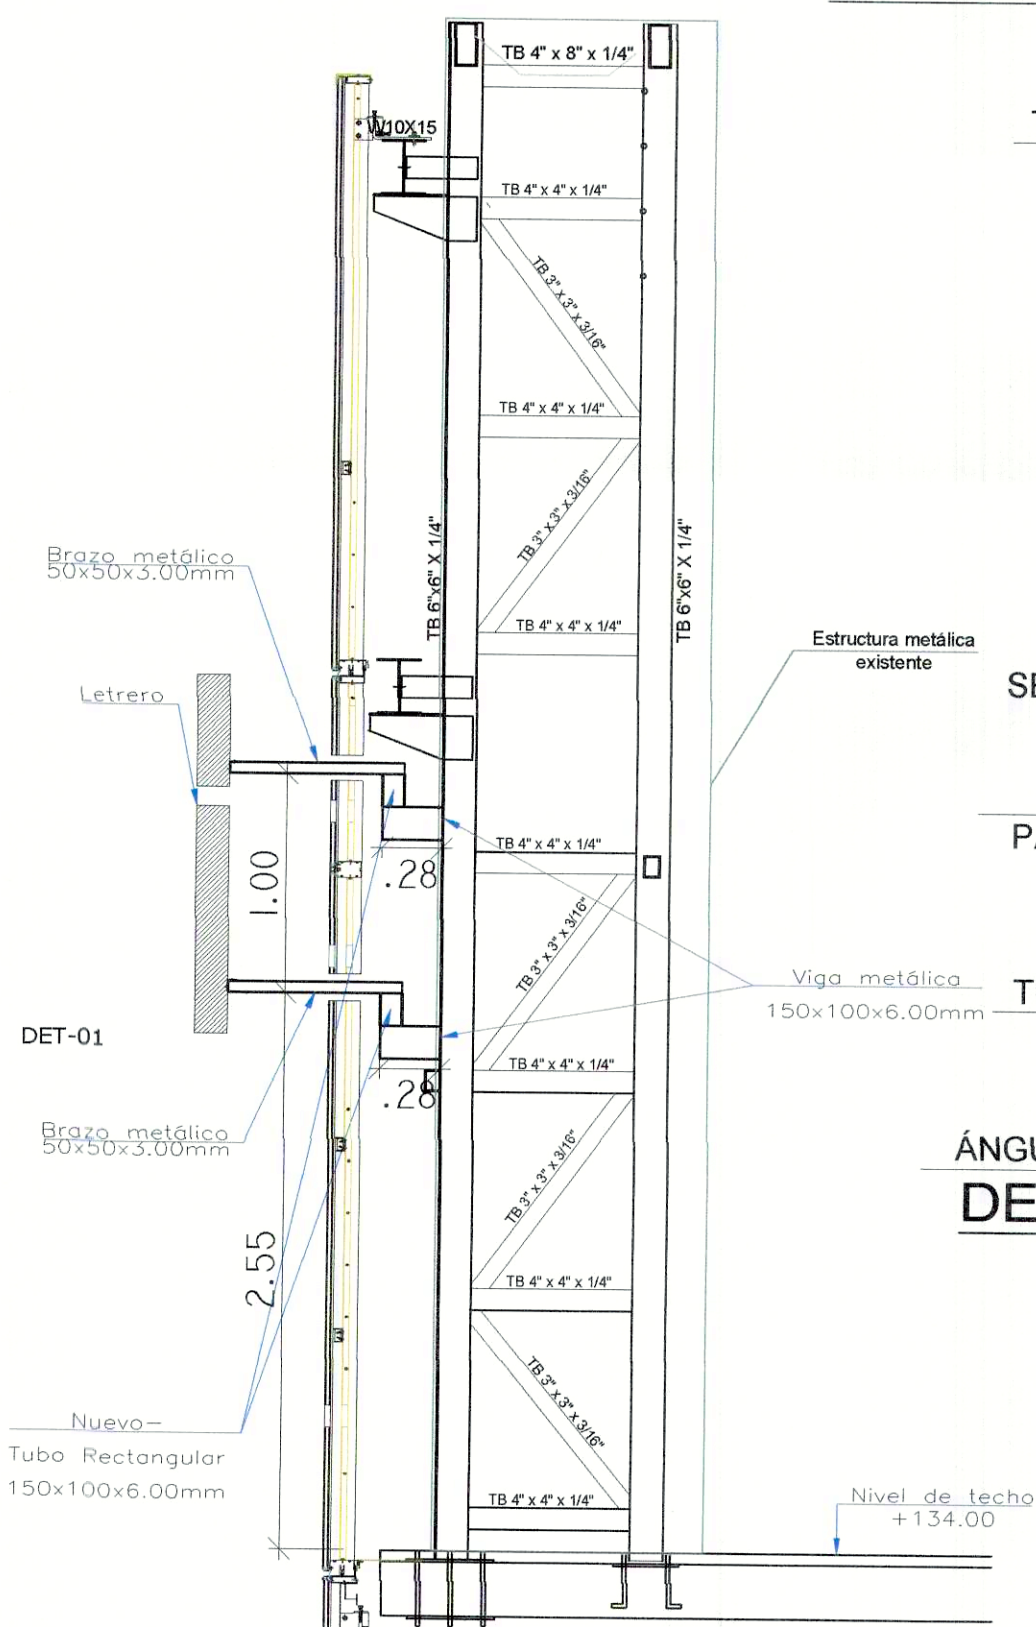 TB 4" x 8" x 1/4"
W10X15
TB 4" x 4" x 1/4"
TB 3" x 3" x 3/16"
TB 4" x 4" x 1/4"
TB 3" x 3" x 3/16"
TB 6"x6" X 1/4"
TB 6"x6" X 1/4"
Brazo metálico
50x50x3.00mm
TB 4" x 4" x 1/4"
Estructura metálica
existente
Letrero
TB 4" x 4" x 1/4"
.28
1.00
TB 3" x 3" x 3/16"
Viga metálica
150x100x6.00mm
DET-01
TB 4" x 4" x 1/4"
.28
Brazo metálico
50x50x3.00mm
TB 3" x 3" x 3/16"
2.55
TB 4" x 4" x 1/4"
TB 3" x 3" x 3/16"
Nuevo-
Tubo Rectangular
150x100x6.00mm
TB 4" x 4" x 1/4"
Nivel de techo
+134.00